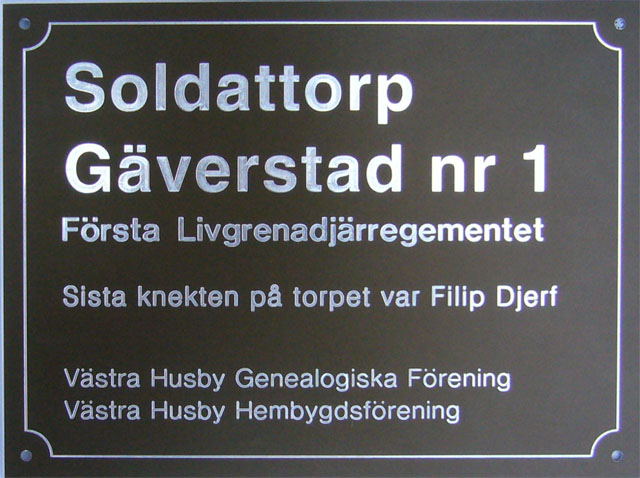 Soldattorp
Gäverstad nr 1
Första Livgrenadjärregementet
Sista knekten på torpet var Filip Djerf
Västra Husby Genealogiska Förening
Västra Husby Hembygdsförening